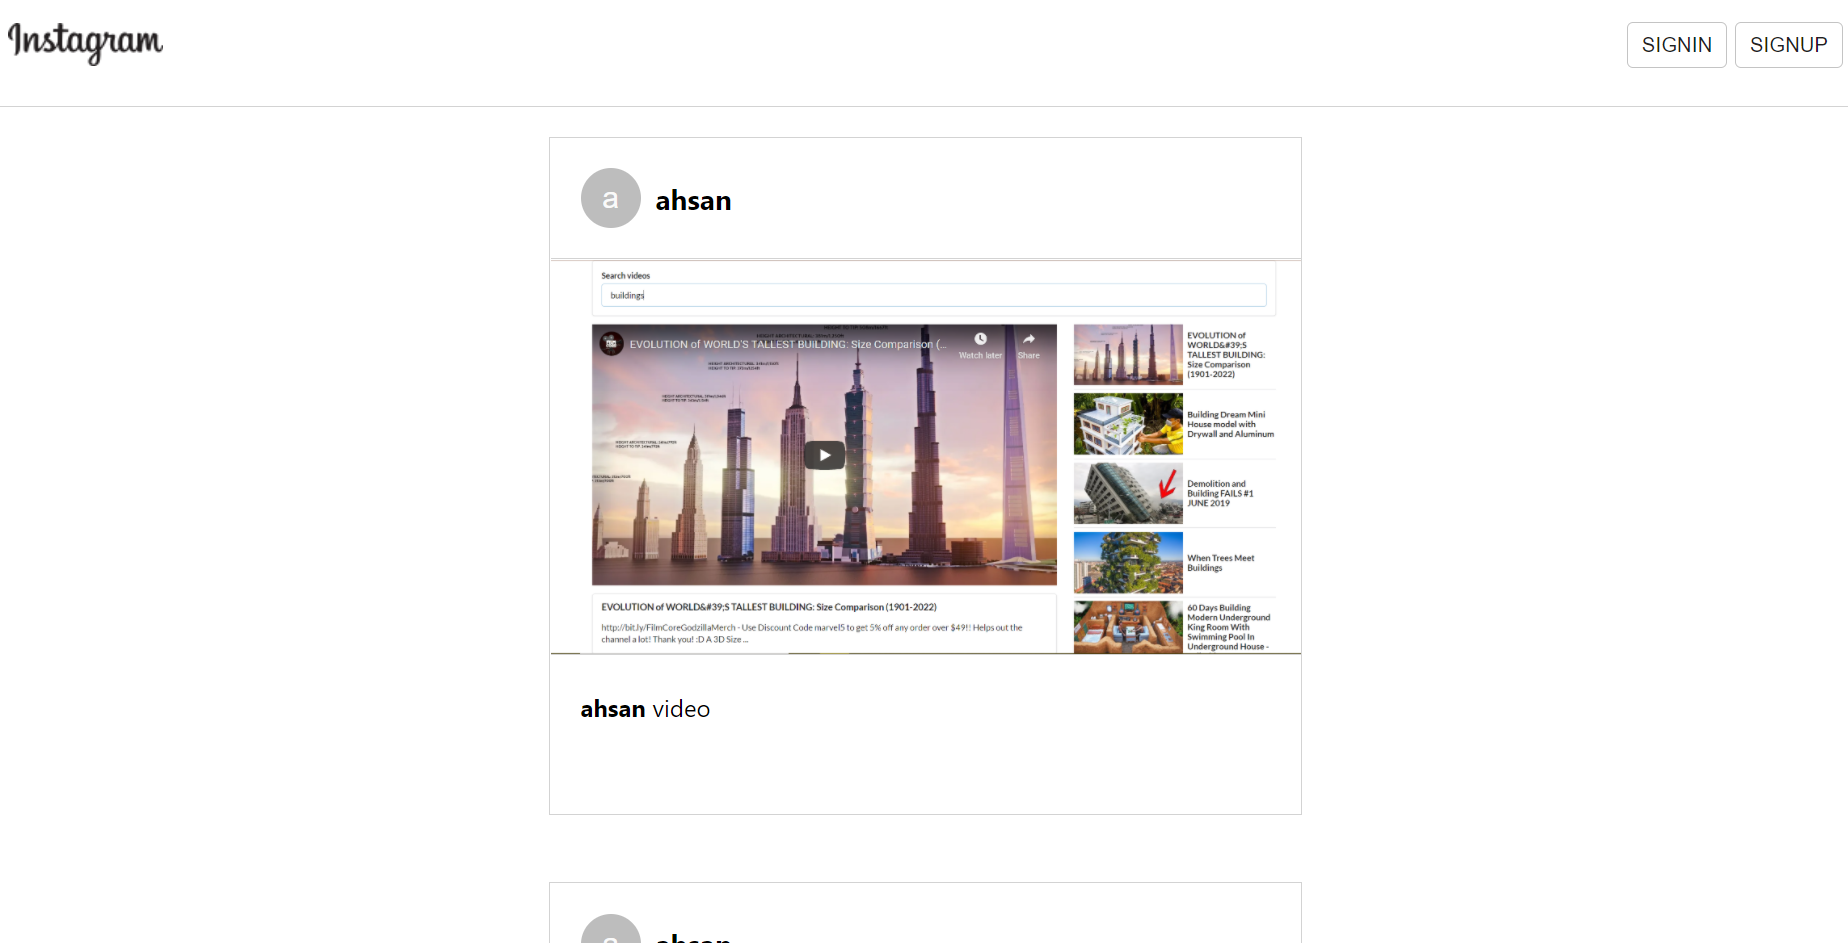 Instagram
SIGNIN
SIGNUP
a
ahsan
Search videos
buildings
EVOLUTION of WORLD'S TALLEST BUILDING: Size Comparison (...
Watch later
Share
EVOLUTION of
WORLD&#39;S
TALLEST BUILDING:
Size Comparison
(1901-2022)
Building Dream Mini
House model with
Drywall and Aluminum
Demolition and
Building FAILS #1
JUNE 2019
When Trees Meet
Buildings
60 Days Building
Modern Underground
King Room With
Swimming Pool In
Underground House -
EVOLUTION of WORLD&#39;S TALLEST BUILDING: Size Comparison (1901-2022)
http://bit.ly/FilmCoreGodzillaMerch - Use Discount Code marvel5 to get 5% off any order over $49!! Helps out the
channel a lot! Thank you! :D A 3D Size ...
ahsan video
a
ahsan